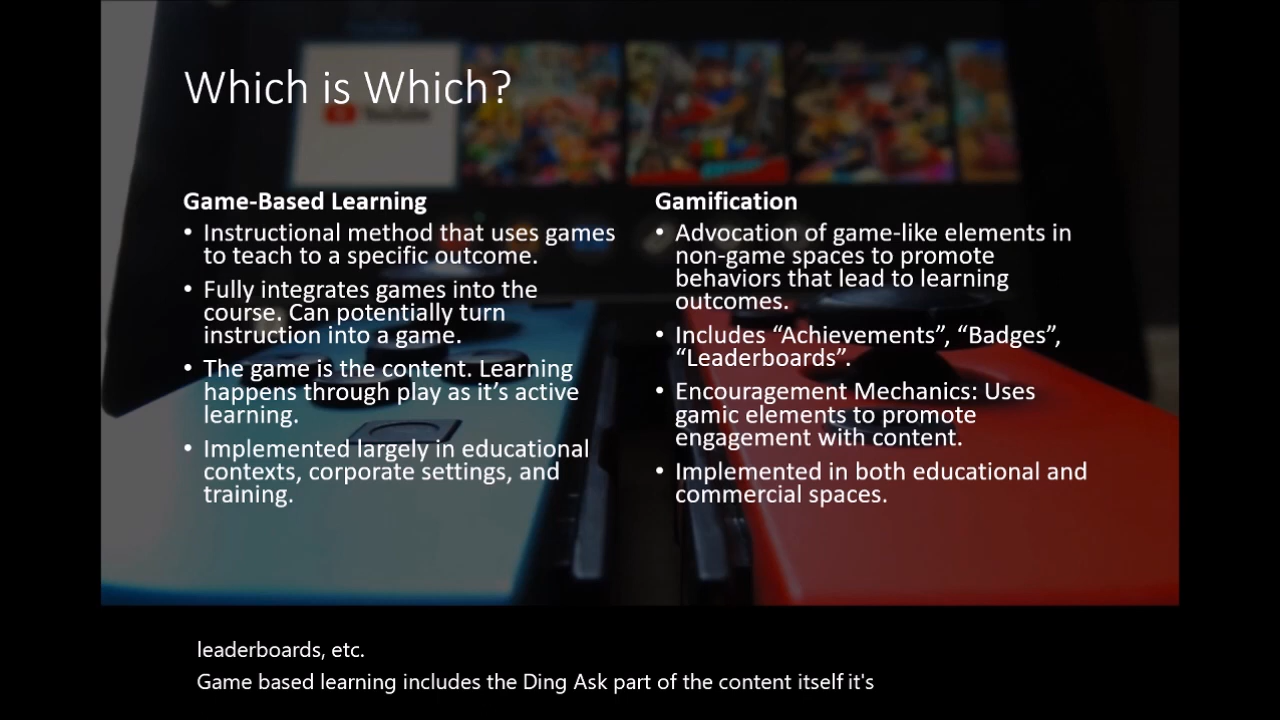 Which is Which?
Game-Based Learning
• Instructional method that uses games
to teach to a specific outcome.
• Fully integrates games into the
course. Can potentially turn
instruction into a game.
• The game is the content. Learning
happens through play as it’s active
learning.
• Implemented largely in educational
contexts, corporate settings, and
training.
Gamification
• Advocation of game-like elements in
non-game spaces to promote
behaviors that lead to learning
outcomes.
• Includes “Achievements”, “Badges”,
“Leaderboards”.
• Encouragement Mechanics: Uses
gamic elements to promote
engagement with content.
• Implemented in both educational and
commercial spaces.
leaderboards, etc.
Game based learning includes the Ding Ask part of the content itself it's